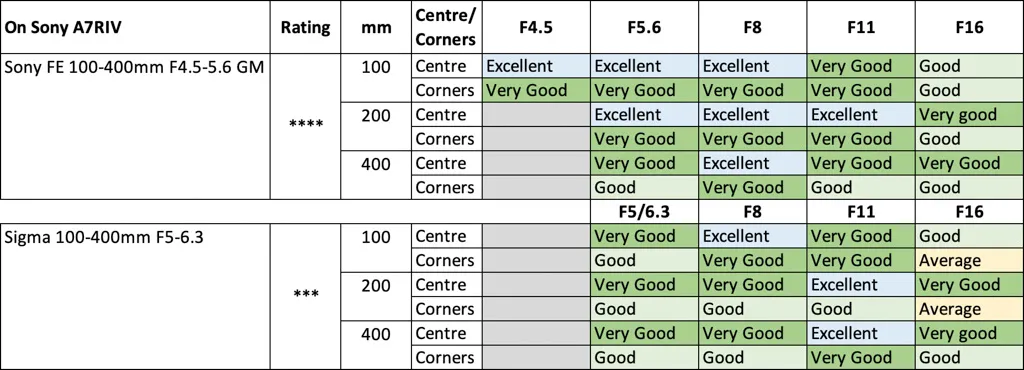 On Sony A7RIV Rating mm Centre/ Corners F4.5 F5.6 F8 F11 F16
Sony FE 100-400mm F4.5-5.6 GM 100 Centre Excellent Excellent Excellent Very Good Good
Corners Very Good Very Good Very Good Very Good Good
**** 200 Centre Excellent Excellent Excellent Very good
Corners Very Good Very Good Very Good Good
400 Centre Very Good Excellent Very Good Very Good
Corners Good Very Good Good Good
F5/6.3 F8 F11 F16
Sigma 100-400mm F5-6.3 100 Centre Very Good Excellent Very Good Good
Corners Good Very Good Very Good Average
*** 200 Centre Very Good Very Good Excellent Very Good
Corners Good Good Good Average
400 Centre Very Good Very Good Excellent Very good
Corners Good Good Very Good Good